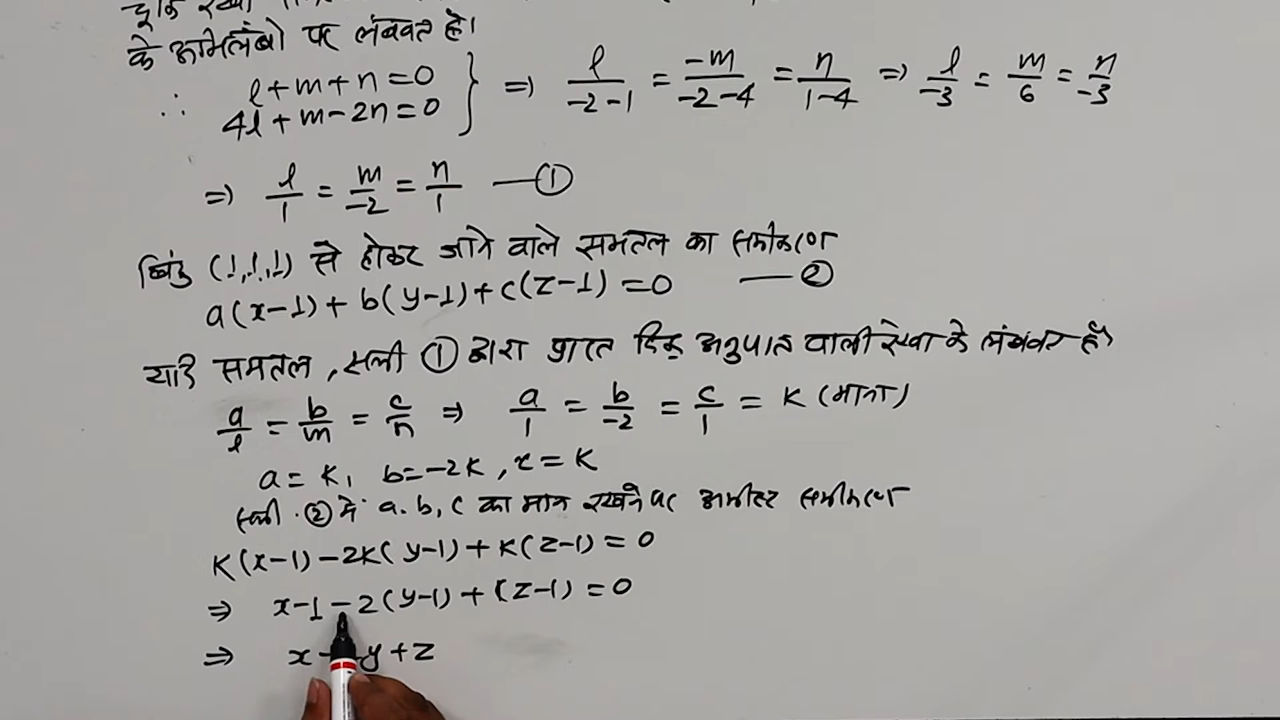 चूंकि रेखा
के अभिलंबों पर लंबवत है।
∴ l+m+n=0
4l+m-2n=0 } ⇒ l/-2-1 = -m/-2-4 = n/1-4 ⇒ l/-3 = m/6 = n/-3
⇒ l/1 = m/-2 = n/1 —①
बिंदु (1,1,1) से होकर जाने वाले समतल का समीकरण
a(x-1)+b(y-1)+c(z-1)=0 —②
यदि समतल, समी ① द्वारा प्राप्त दिक् अनुपात वाली रेखा के लंबवत है
a/l = b/m = c/n ⇒ a/1 = b/-2 = c/1 = K (माना)
a=K, b=-2K, x=K
समी. ② में a.b,c का मान रखने पर अभीष्ट समीकरण
K(x-1)-2K(y-1)+K(z-1)=0
⇒ x-1-2(y-1)+(z-1)=0
⇒ x- y+z